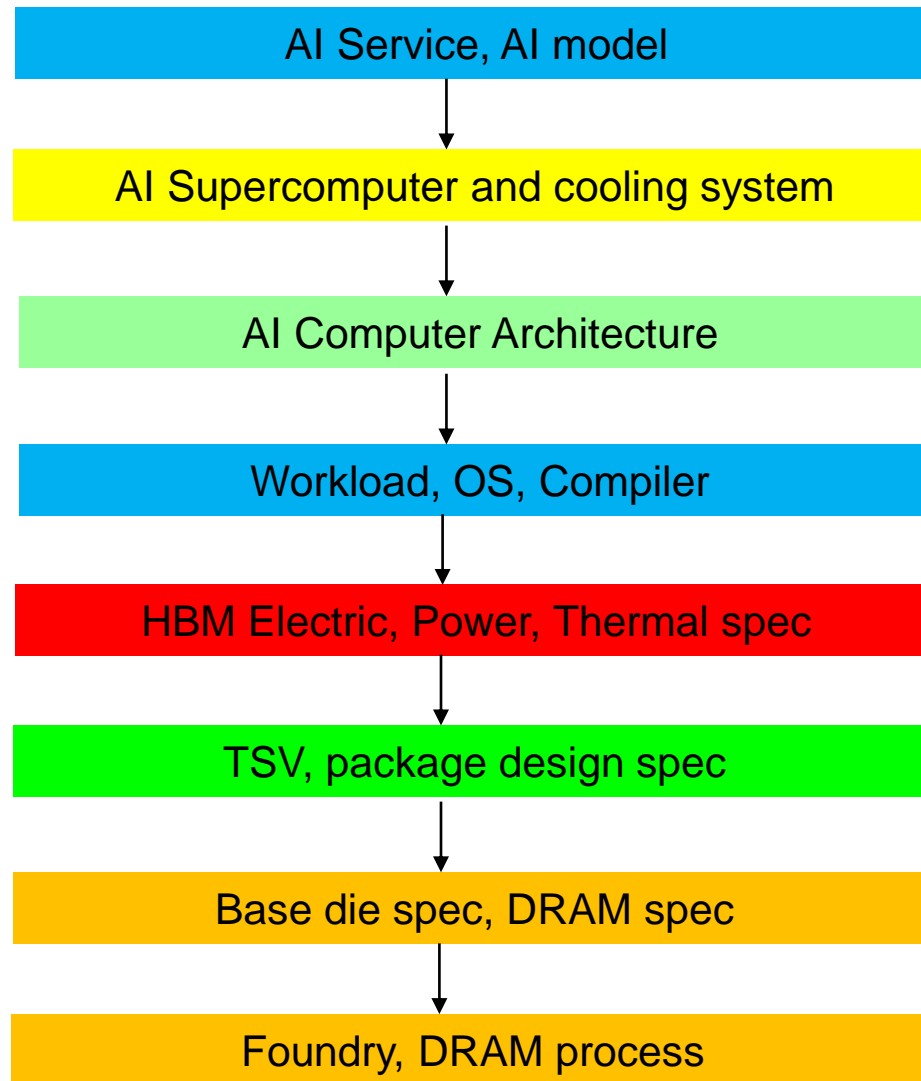 AI Service, AI model
AI Supercomputer and cooling system
AI Computer Architecture
Workload, OS, Compiler
HBM Electric, Power, Thermal spec
TSV, package design spec
Base die spec, DRAM spec
Foundry, DRAM process